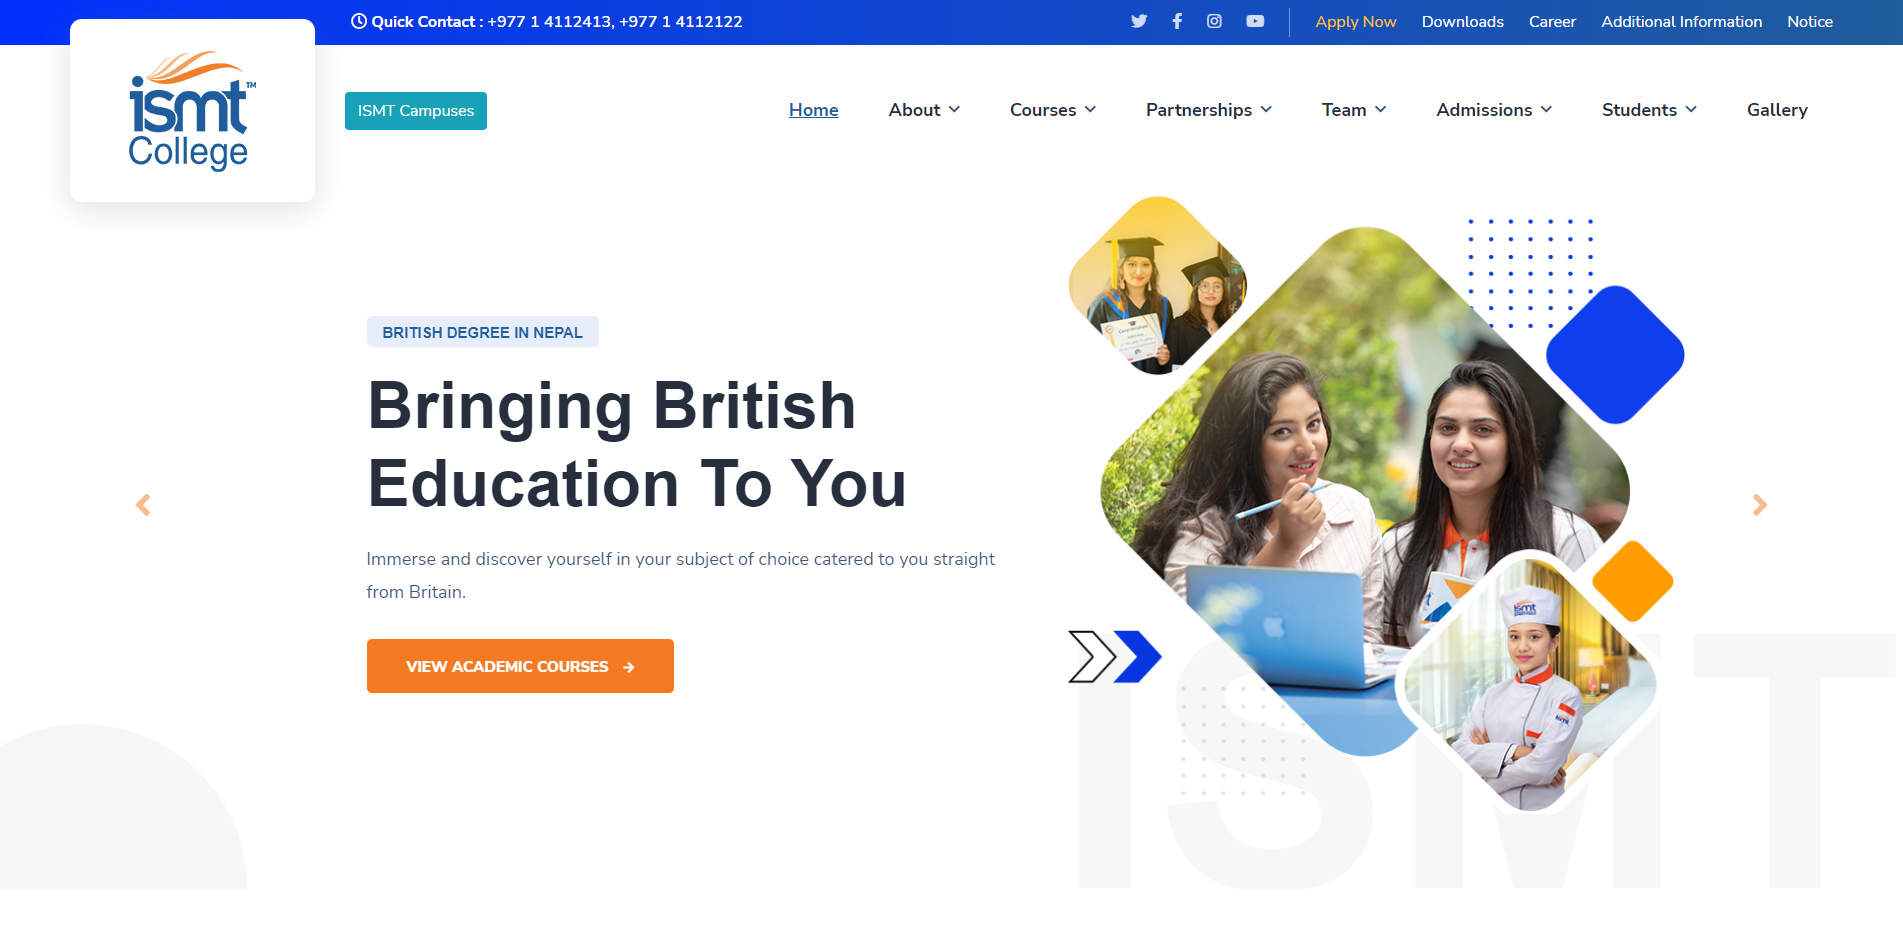 Quick Contact : +977 1 4112413, +977 1 4112122
Apply Now Downloads Career Additional Information Notice
ismt™
College
ISMT Campuses
Home About Courses Partnerships Team Admissions Students Gallery
BRITISH DEGREE IN NEPAL
Bringing British
Education To You
Immerse and discover yourself in your subject of choice catered to you straight
from Britain.
VIEW ACADEMIC COURSES
ismt
ISMT